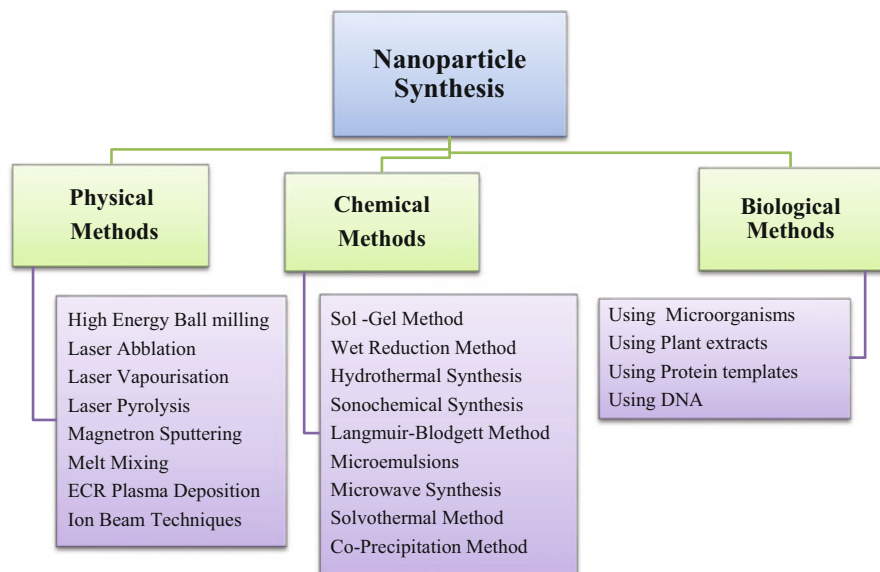 Nanoparticle
Synthesis
Physical
Methods
Chemical
Methods
Biological
Methods
High Energy Ball milling
Laser Abblation
Laser Vapourisation
Laser Pyrolysis
Magnetron Sputtering
Melt Mixing
ECR Plasma Deposition
Ion Beam Techniques
Sol -Gel Method
Wet Reduction Method
Hydrothermal Synthesis
Sonochemical Synthesis
Langmuir-Blodgett Method
Microemulsions
Microwave Synthesis
Solvothermal Method
Co-Precipitation Method
Using Microorganisms
Using Plant extracts
Using Protein templates
Using DNA